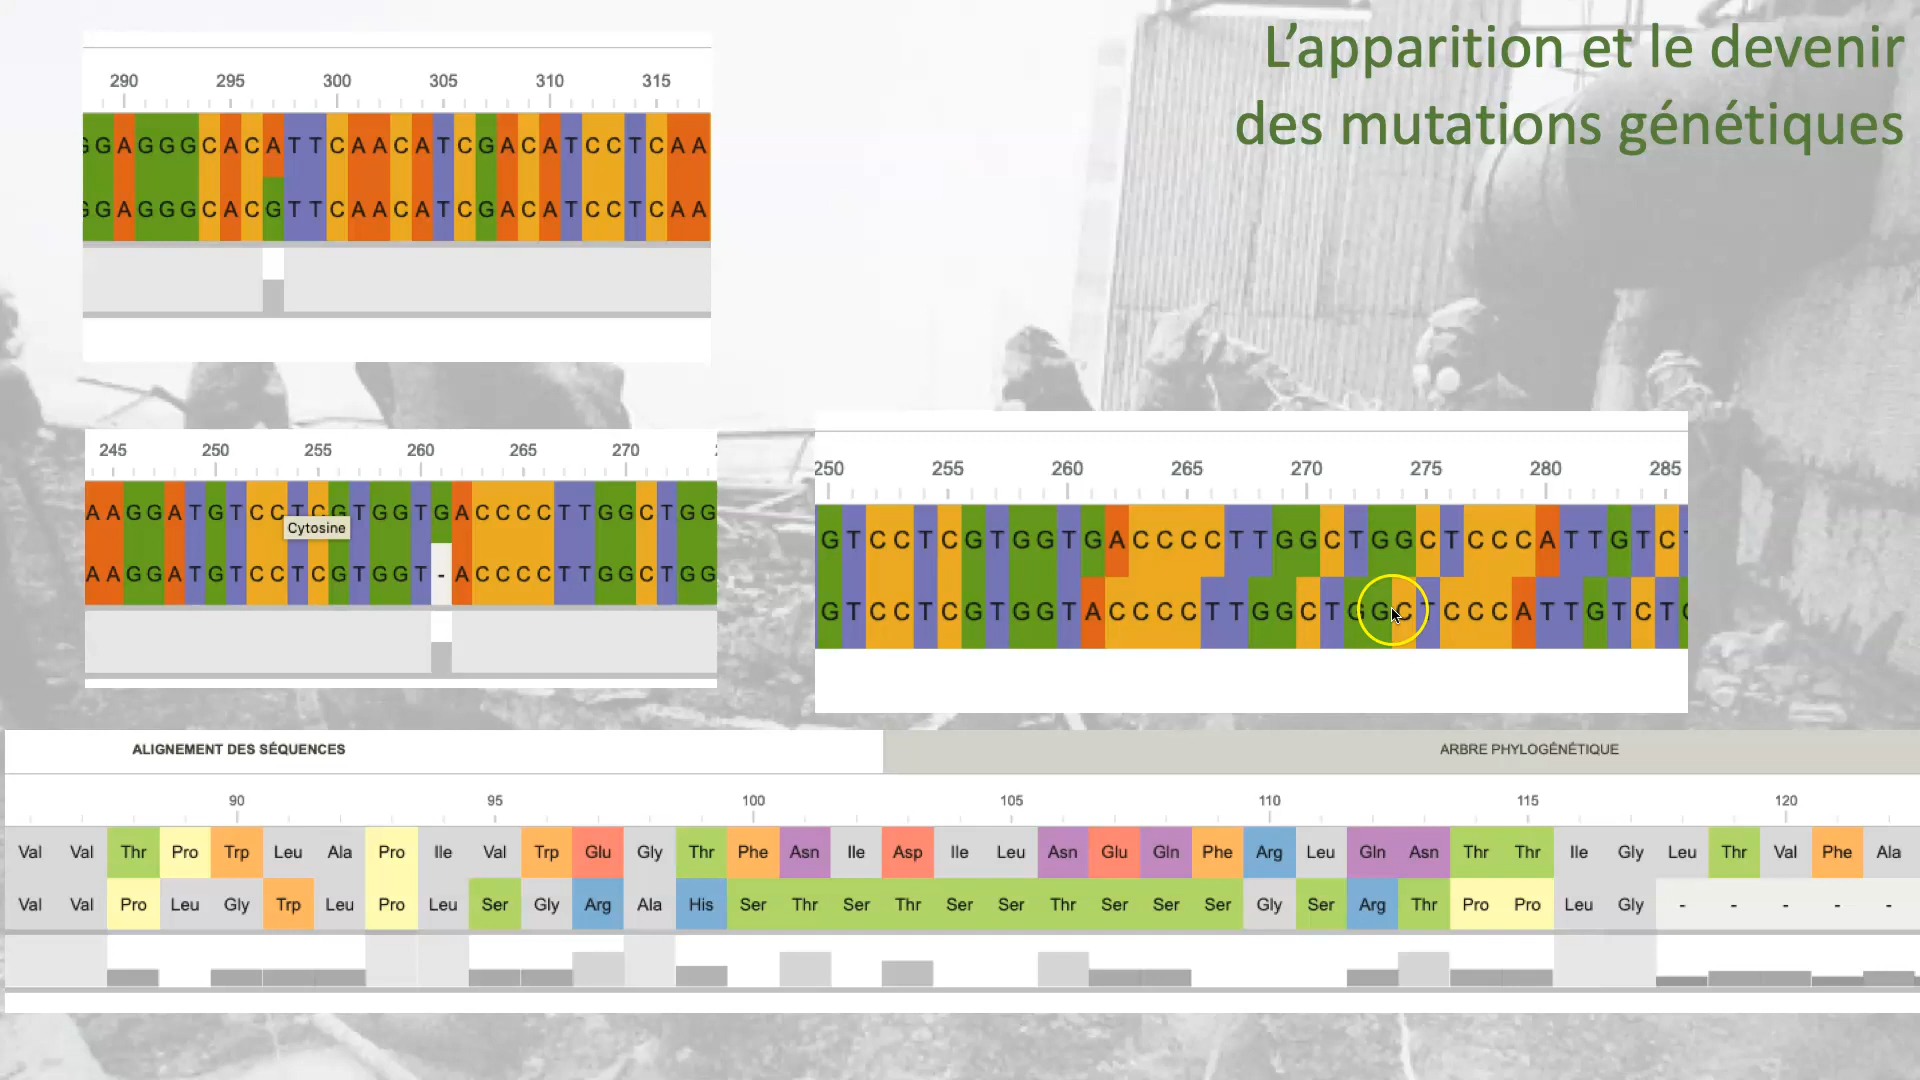 L’apparition et le devenir
des mutations génétiques
290 295 300 305 310 315
GGAGGGCACATTCAACATCGACATCCTCAA
GGAGGGCACGTTCAACATCGACATCCTCAA
245 250 255 260 265 270
AAGGATGTCCTCGTGGTGACCCCTTGGCTGG
Cytosine
AAGGATGTCCTCGTGGT-ACCCCTTGGCTGG
250 255 260 265 270 275 280 285
GTCCTCGTGGTGACCCCTTGGCTGGCTCCCATTGTCT
GTCCTCGTGGTACCCCTTGGCTGGCTCCCATTGTCTC
ALIGNEMENT DES SÉQUENCES ARBRE PHYLOGÉNÉTIQUE
90 95 100 105 110 115 120
Val Val Thr Pro Trp Leu Ala Pro Ile Val Trp Glu Gly Thr Phe Asn Ile Asp Ile Leu Asn Glu Gln Phe Arg Leu Gln Asn Thr Thr Ile Gly Leu Thr Val Phe Ala
Val Val Pro Leu Gly Trp Leu Pro Leu Ser Gly Arg Ala His Ser Thr Ser Thr Ser Ser Thr Ser Ser Ser Gly Ser Arg Thr Pro Pro Leu Gly - - - - -